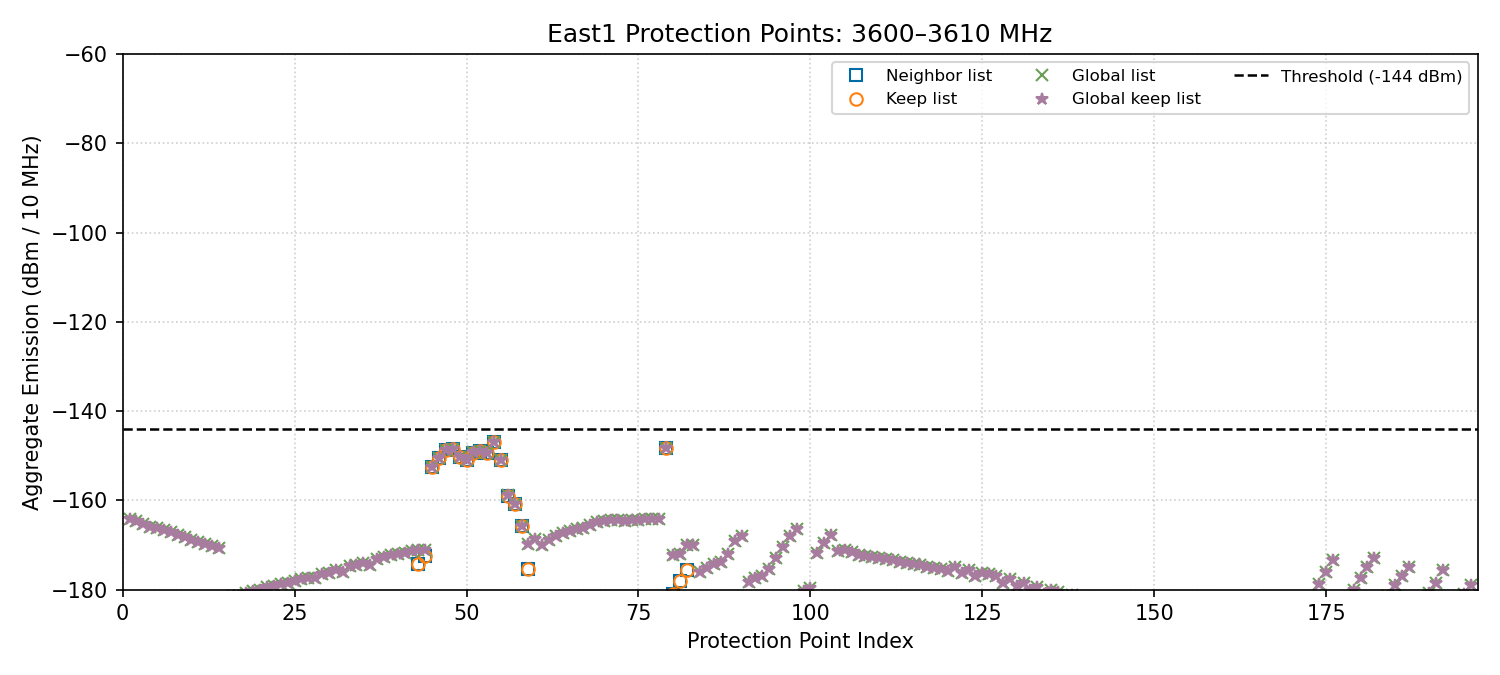 East1 Protection Points: 3600–3610 MHz
Neighbor list
Keep list
Global list
Global keep list
Threshold (-144 dBm)
Aggregate Emission (dBm / 10 MHz)
−60
−80
−100
−120
−140
−160
−180
0 25 50 75 100 125 150 175
Protection Point Index